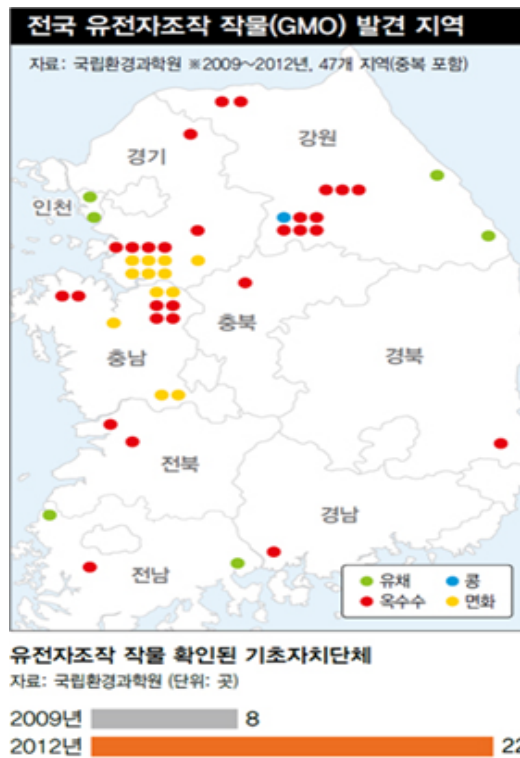 전국 유전자조작 작물(GMO) 발견 지역
자료: 국립환경과학원 ※2009~2012년, 47개 지역(중복 포함)
강원
경기
인천
충북
충남
경북
전북
경남
전남
유채 콩
옥수수 면화
유전자조작 작물 확인된 기초자치단체
자료: 국립환경과학원 (단위: 곳)
2009년 8
2012년 22